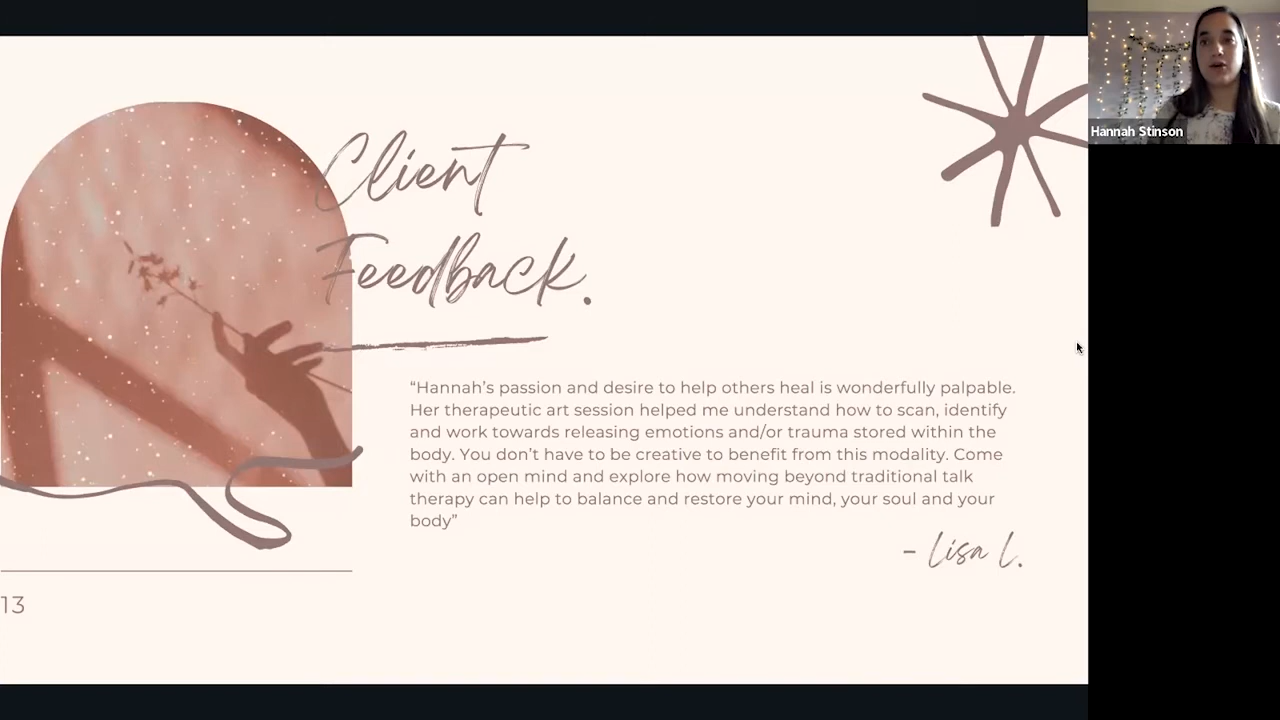 Client
Feedback.
“Hannah’s passion and desire to help others heal is wonderfully palpable.
Her therapeutic art session helped me understand how to scan, identify
and work towards releasing emotions and/or trauma stored within the
body. You don’t have to be creative to benefit from this modality. Come
with an open mind and explore how moving beyond traditional talk
therapy can help to balance and restore your mind, your soul and your
body”
- Lisa L.
13
Hannah Stinson